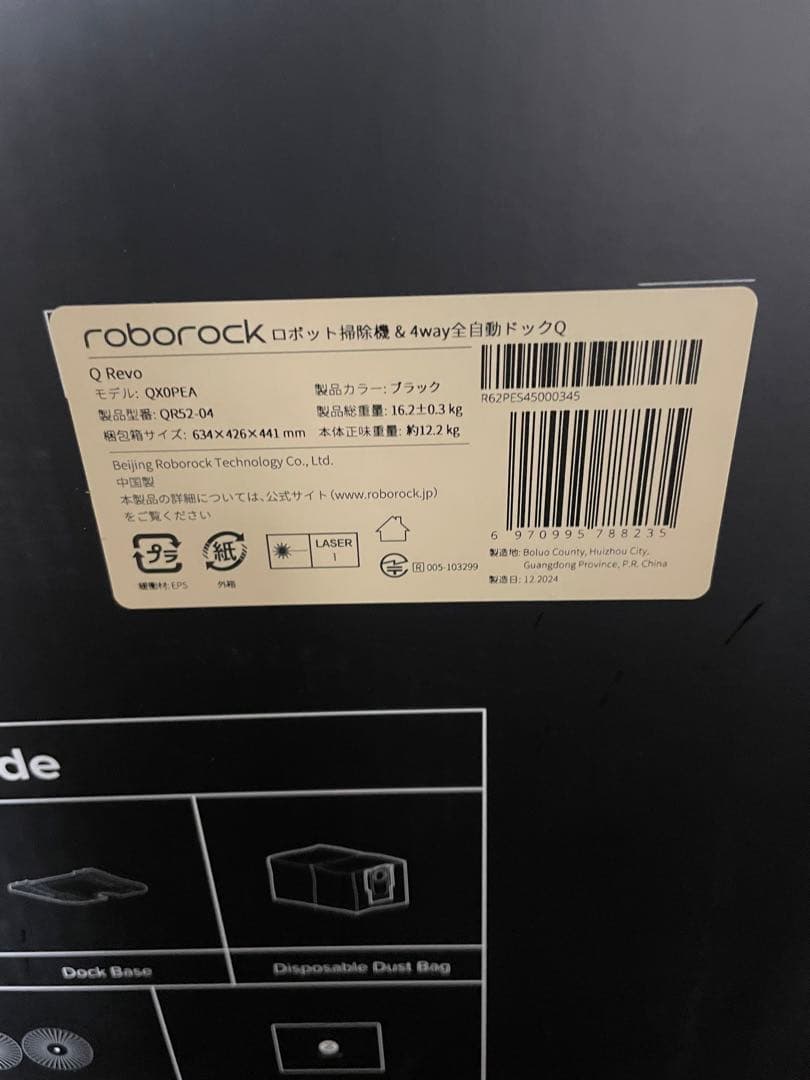 roborock ロボット掃除機 & 4way全自動ドックQ
Q Revo
モデル: QX0PEA
製品カラー: ブラック
製品型番: QR52-04
製品総重量: 16.2±0.3 kg
梱包箱サイズ: 634×426×441 mm
本体正味重量: 約12.2 kg
R62PES45000345
Beijing Roborock Technology Co., Ltd.
中国製
本製品の詳細については、公式サイト(www.roborock.jp)
をご覧ください
6 970995 788235
プラ
緩衝材: EPS
紙
外箱
LASER
1
R 005-103299
製造地: Boluo County, Huizhou City,
Guangdong Province, P.R. China
製造日: 12.2024
de
Dock Base
Disposable Dust Bag